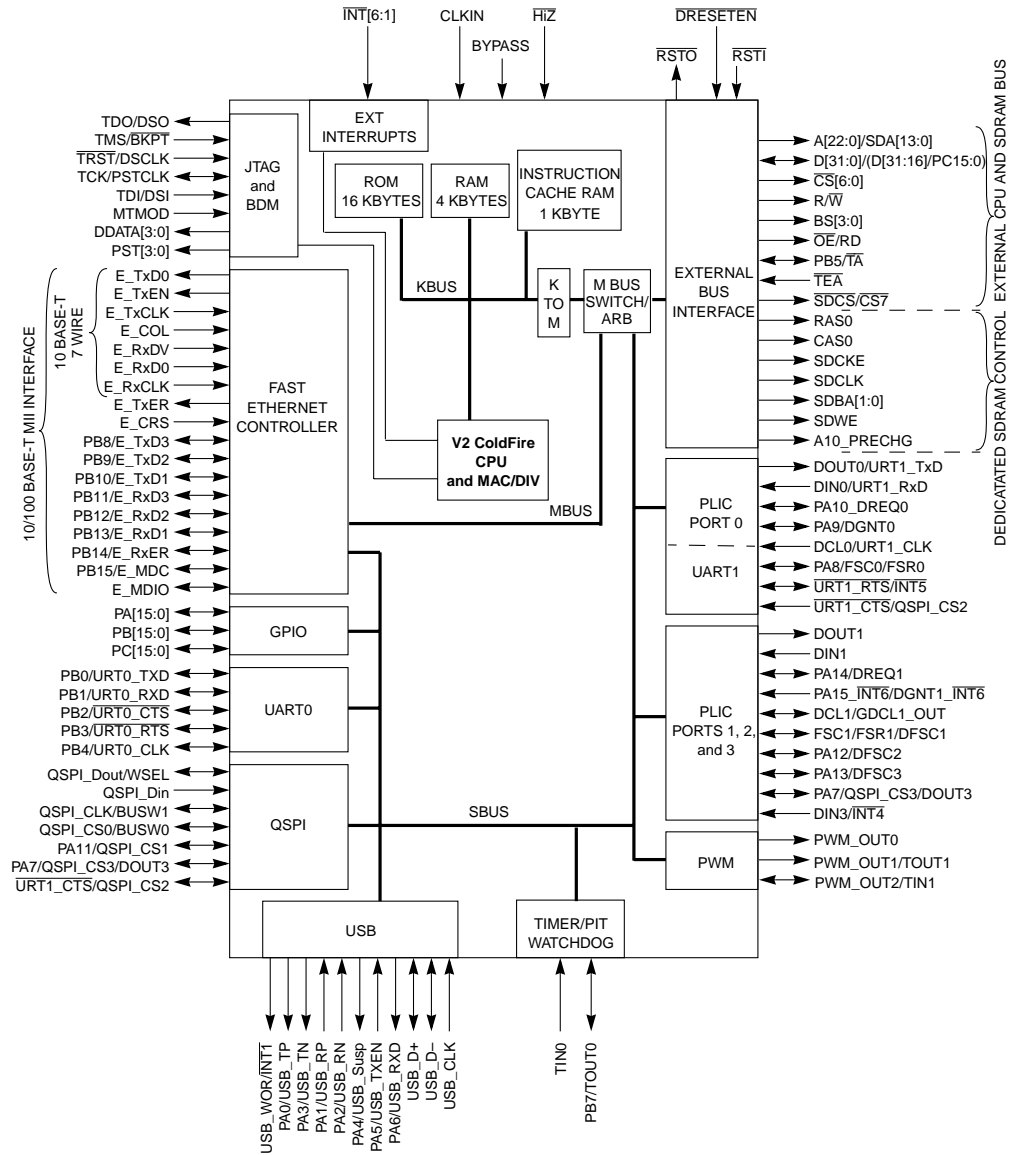 INT[6:1]
CLKIN
BYPASS
HiZ
RSTO
DRESETEN
RSTI
TDO/DSO
TMS/BKPT
TRST/DSCLK
TCK/PSTCLK
TDI/DSI
MTMOD
DDATA[3:0]
PST[3:0]
JTAG
and
BDM
EXT
INTERRUPTS
ROM
16 KBYTES
RAM
4 KBYTES
INSTRUCTION
CACHE RAM
1 KBYTE
KBUS
K
TO
M
M BUS
SWITCH/
ARB
EXTERNAL
BUS
INTERFACE
A[22:0]/SDA[13:0]
D[31:0]/(D[31:16]/PC15:0)
CS[6:0]
R/W
BS[3:0]
OE/RD
PB5/TA
TEA
SDCS/CS7
EXTERNAL CPU AND SDRAM BUS
RAS0
CAS0
SDCKE
SDCLK
SDBA[1:0]
SDWE
A10_PRECHG
DEDICATATED SDRAM CONTROL
10/100 BASE-T MII INTERFACE
10 BASE-T
7 WIRE
E_TxD0
E_TxEN
E_TxCLK
E_COL
E_RxDV
E_RxD0
E_RxCLK
E_TxER
E_CRS
PB8/E_TxD3
PB9/E_TxD2
PB10/E_TxD1
PB11/E_RxD3
PB12/E_RxD2
PB13/E_RxD1
PB14/E_RxER
PB15/E_MDC
E_MDIO
FAST
ETHERNET
CONTROLLER
V2 ColdFire
CPU
and MAC/DIV
MBUS
PLIC
PORT 0
UART1
DOUT0/URT1_TxD
DIN0/URT1_RxD
PA10_DREQ0
PA9/DGNT0
DCL0/URT1_CLK
PA8/FSC0/FSR0
URT1_RTS/INT5
URT1_CTS/QSPI_CS2
PA[15:0]
PB[15:0]
PC[15:0]
GPIO
PB0/URT0_TXD
PB1/URT0_RXD
PB2/URT0_CTS
PB3/URT0_RTS
PB4/URT0_CLK
UART0
PLIC
PORTS 1, 2,
and 3
DOUT1
DIN1
PA14/DREQ1
PA15_INT6/DGNT1_INT6
DCL1/GDCL1_OUT
FSC1/FSR1/DFSC1
PA12/DFSC2
PA13/DFSC3
PA7/QSPI_CS3/DOUT3
DIN3/INT4
QSPI_Dout/WSEL
QSPI_Din
QSPI_CLK/BUSW1
QSPI_CS0/BUSW0
PA11/QSPI_CS1
PA7/QSPI_CS3/DOUT3
URT1_CTS/QSPI_CS2
QSPI
SBUS
PWM
PWM_OUT0
PWM_OUT1/TOUT1
PWM_OUT2/TIN1
USB
TIMER/PIT
WATCHDOG
USB_WOR/INT1
PA0/USB_TP
PA3/USB_TN
PA1/USB_RP
PA2/USB_RN
PA4/USB_Susp
PA5/USB_TXEN
PA6/USB_RXD
USB_D+
USB_D–
USB_CLK
TIN0
PB7/TOUT0